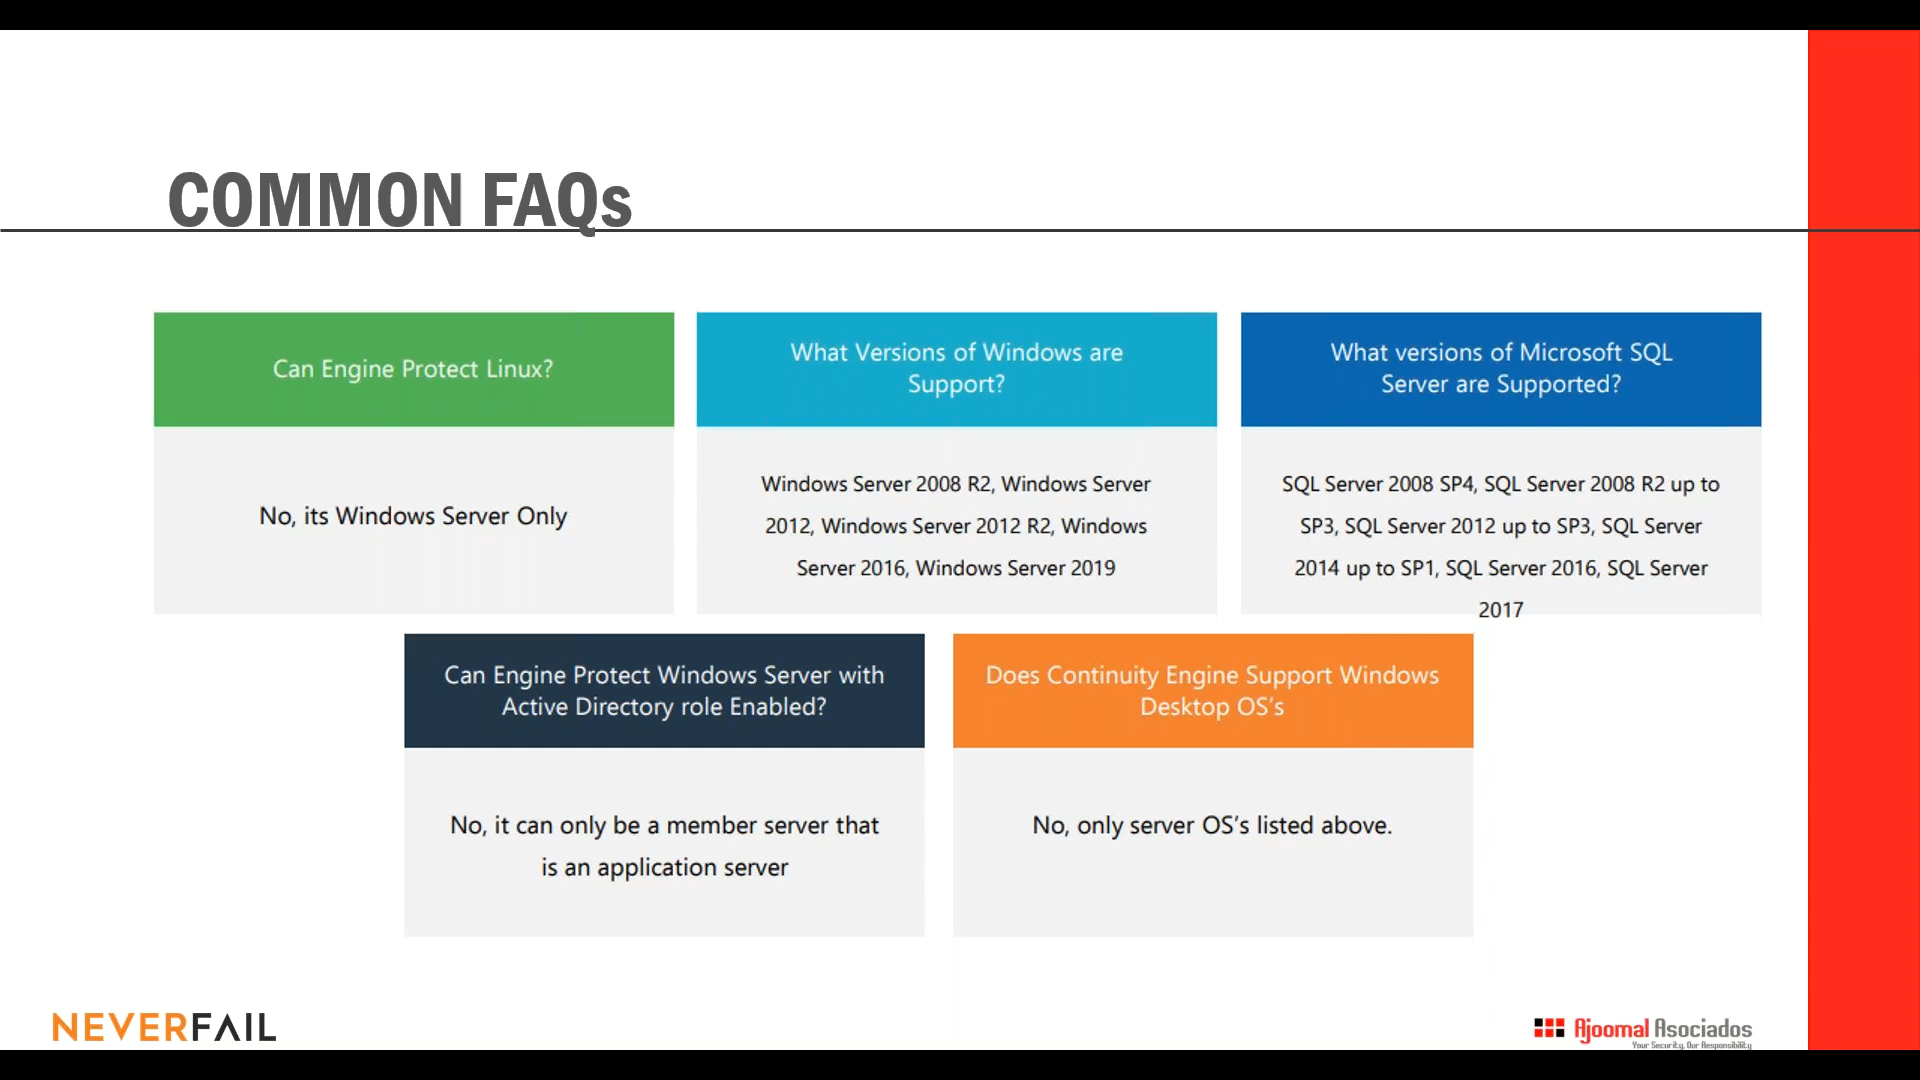 COMMON FAQs
Can Engine Protect Linux?
No, its Windows Server Only
What Versions of Windows are
Support?
Windows Server 2008 R2, Windows Server
2012, Windows Server 2012 R2, Windows
Server 2016, Windows Server 2019
What versions of Microsoft SQL
Server are Supported?
SQL Server 2008 SP4, SQL Server 2008 R2 up to
SP3, SQL Server 2012 up to SP3, SQL Server
2014 up to SP1, SQL Server 2016, SQL Server
2017
Can Engine Protect Windows Server with
Active Directory role Enabled?
No, it can only be a member server that
is an application server
Does Continuity Engine Support Windows
Desktop OS's
No, only server OS's listed above.
NEVERFAIL
Ajoomal Asociados
Your Security, Our Responsibility